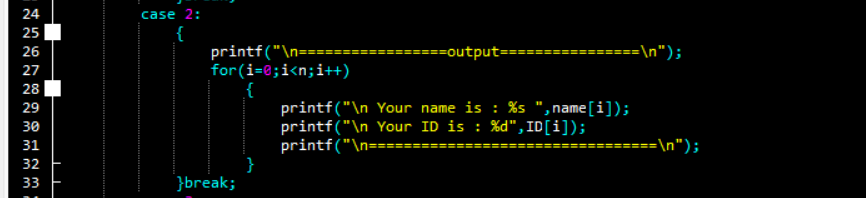 24 case 2:
25 {
26 printf("\n=================output================\n");
27 for(i=0;i<n;i++)
28 {
29 printf("\n Your name is : %s ",name[i]);
30 printf("\n Your ID is : %d",ID[i]);
31 printf("\n=================================\n");
32 }
33 }break;